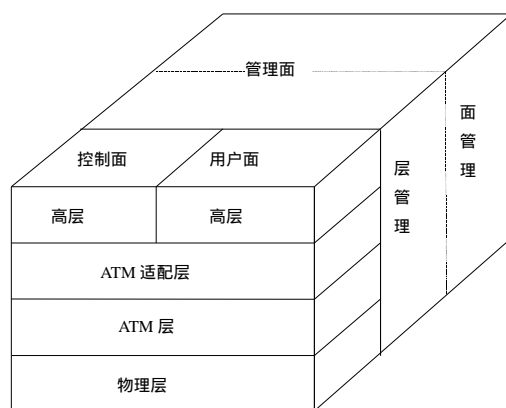 管理面
面管理
控制面
用户面
层管理
高层
高层
ATM 适配层
ATM 层
物理层